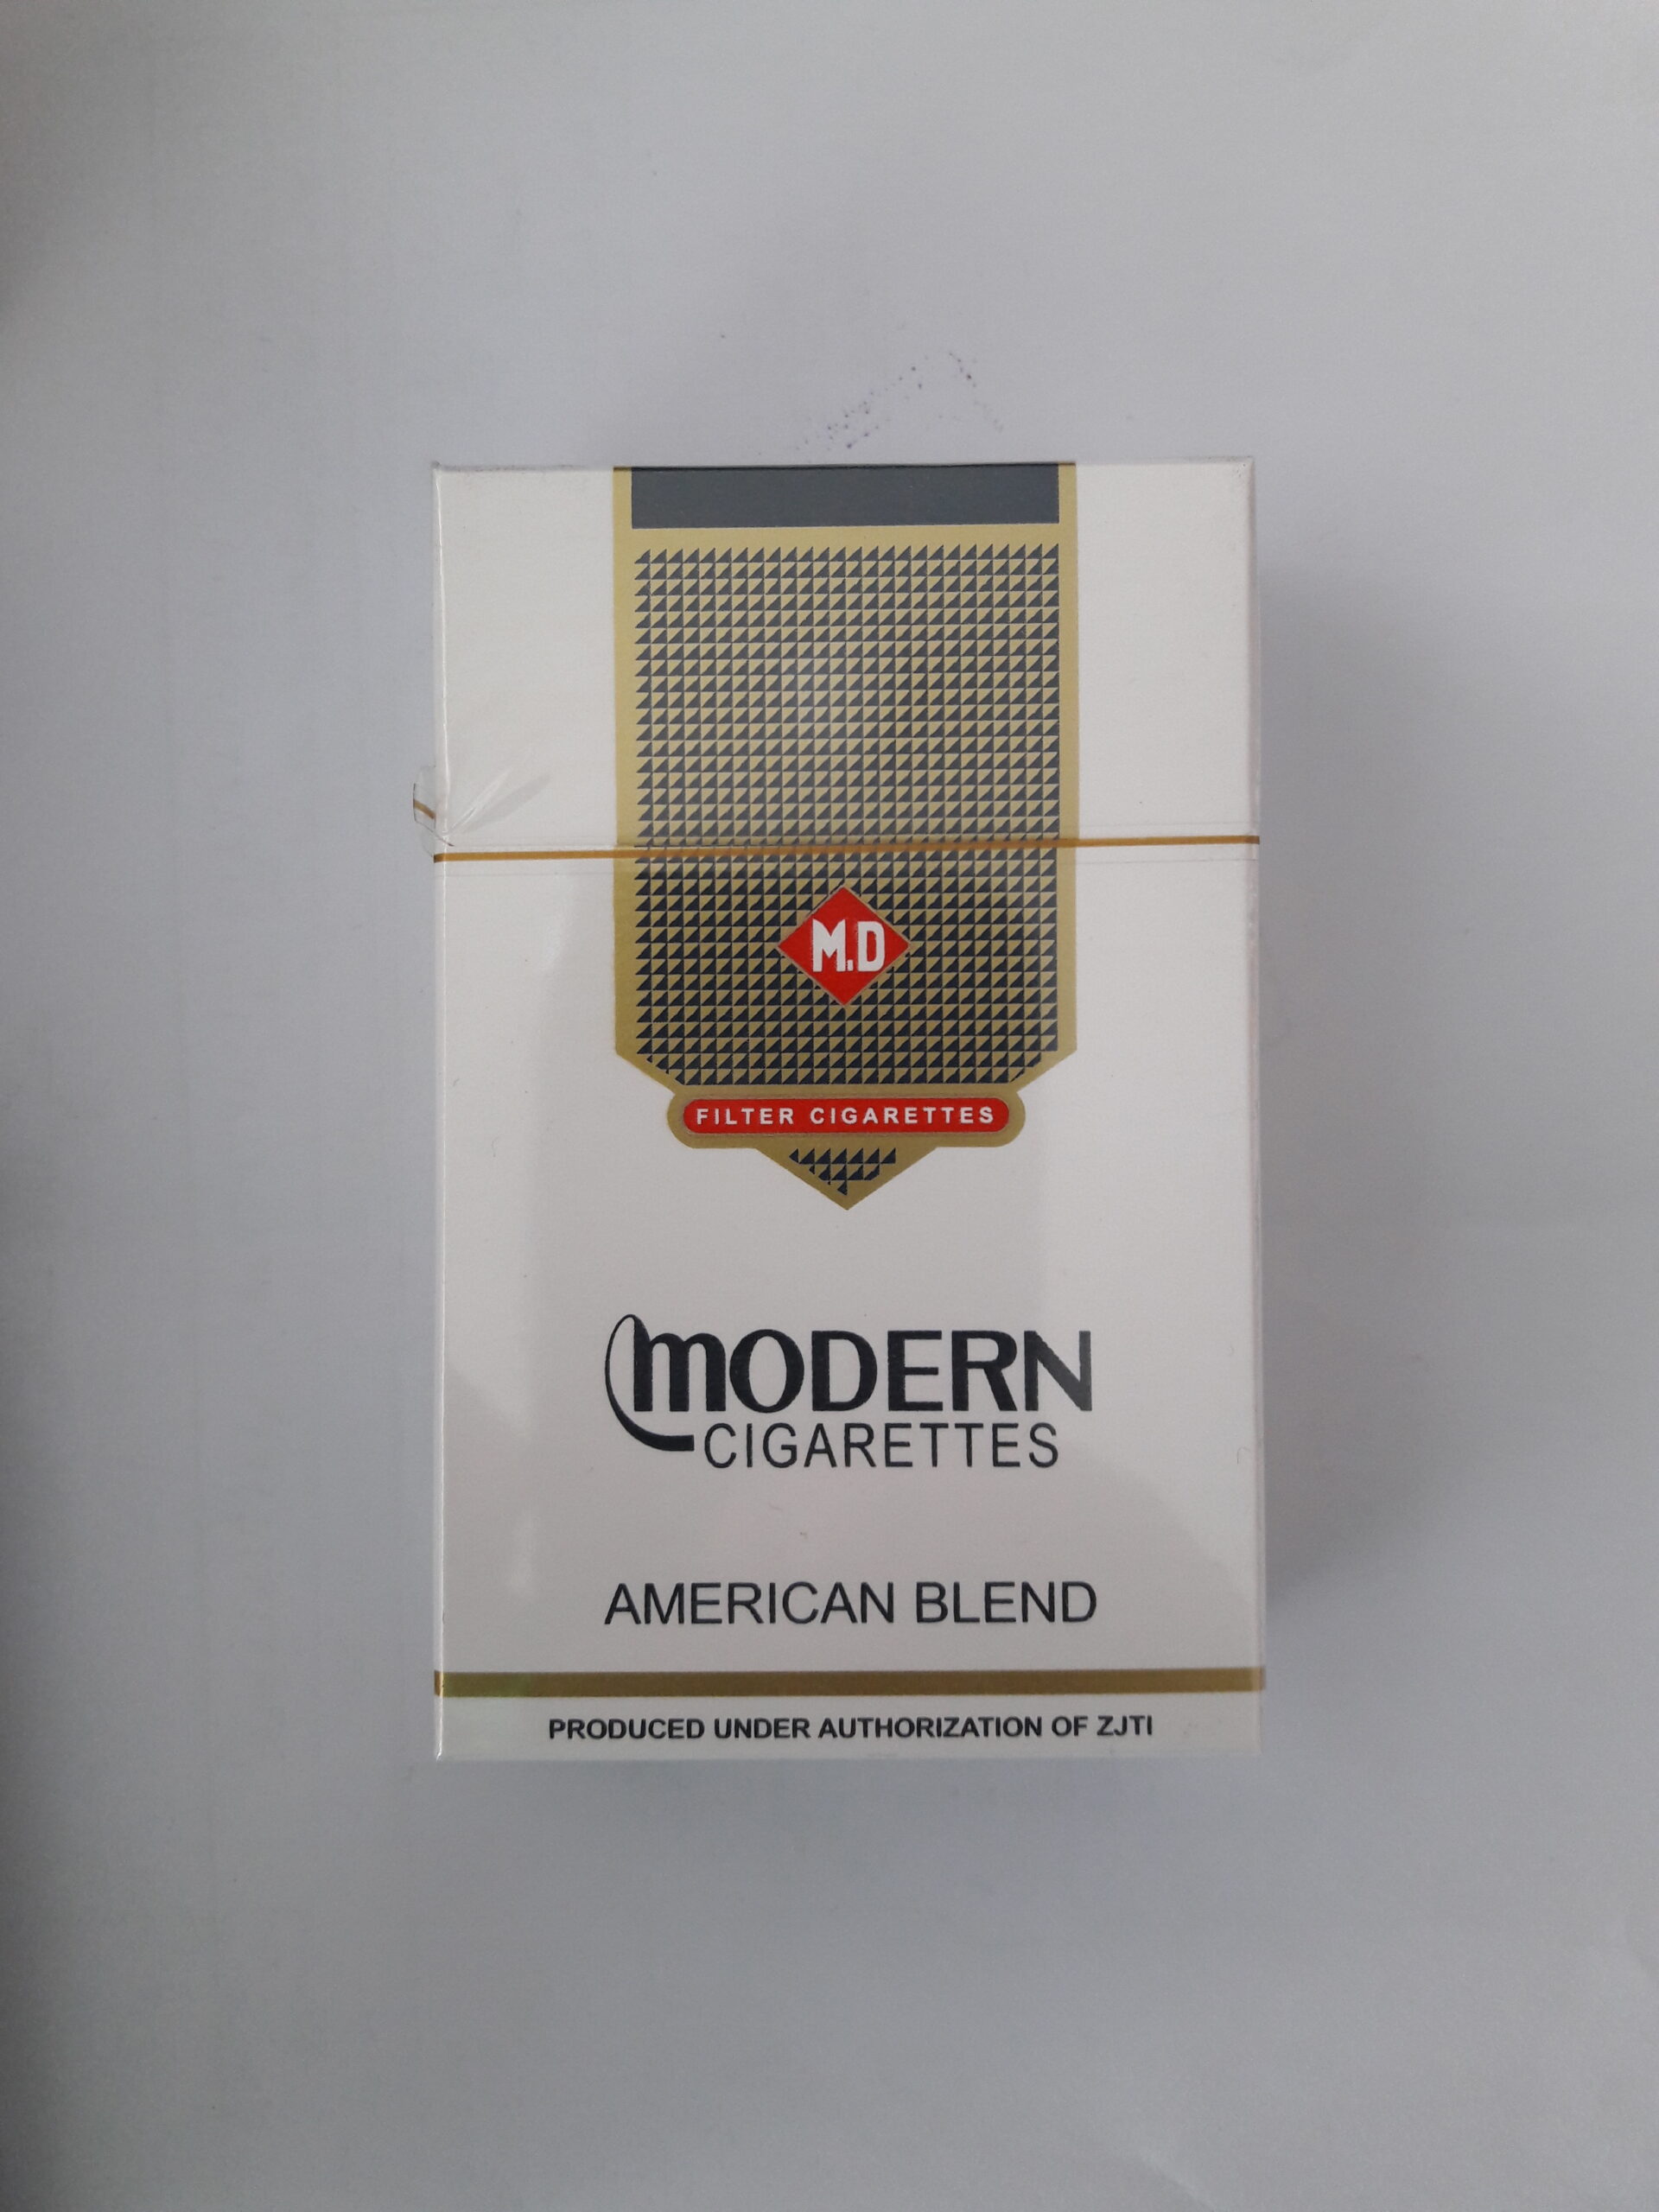 M.D
FILTER CIGARETTES
MODERN
CIGARETTES
AMERICAN BLEND
PRODUCED UNDER AUTHORIZATION OF ZJTI